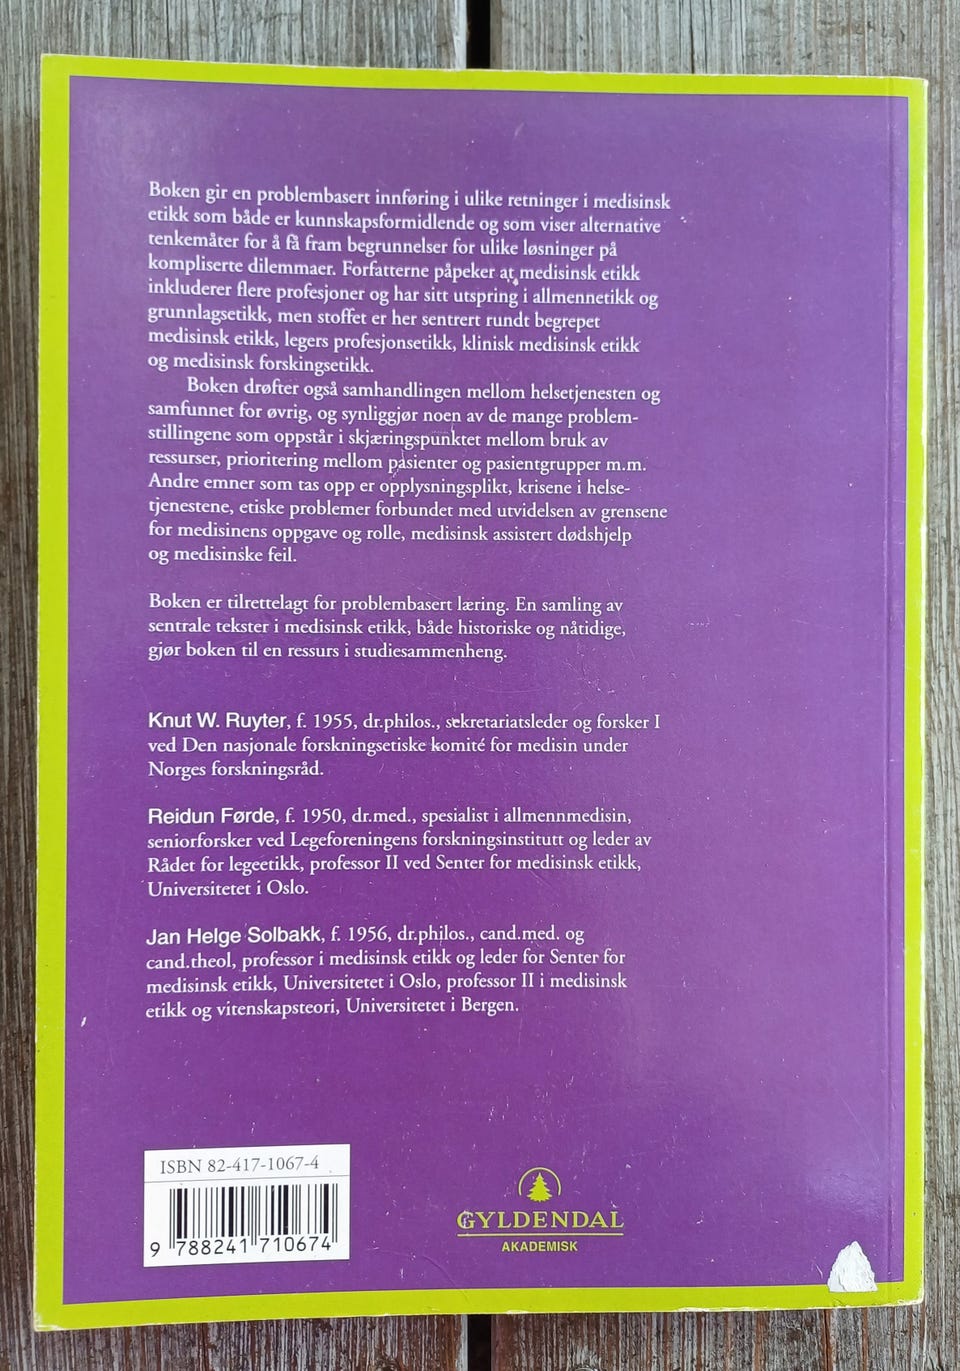 Boken gir en problembasert innføring i ulike retninger i medisinsk
etikk som både er kunnskapsformidlende og som viser alternative
tenkemåter for å få fram begrunnelser for ulike løsninger på
kompliserte dilemmaer. Forfatterne påpeker at medisinsk etikk
inkluderer flere profesjoner og har sitt utspring i allmennetikk og
grunnlagsetikk, men stoffet er her sentrert rundt begrepet
medisinsk etikk, legers profesjonsetikk, klinisk medisinsk etikk
og medisinsk forskingsetikk.
Boken drøfter også samhandlingen mellom helsetjenesten og
samfunnet for øvrig, og synliggjør noen av de mange problem-
stillingene som oppstår i skjæringspunktet mellom bruk av
ressurser, prioritering mellom pasienter og pasientgrupper m.m.
Andre emner som tas opp er opplysningsplikt, krisene i helse-
tjenestene, etiske problemer forbundet med utvidelsen av grensene
for medisinens oppgave og rolle, medisinsk assistert dødshjelp
og medisinske feil.
Boken er tilrettelagt for problembasert læring. En samling av
sentrale tekster i medisinsk etikk, både historiske og nåtidige,
gjør boken til en ressurs i studiesammenheng.
Knut W. Ruyter, f. 1955, dr.philos., sekretariatsleder og forsker I
ved Den nasjonale forskningsetiske komité for medisin under
Norges forskningsråd.
Reidun Førde, f. 1950, dr.med., spesialist i allmennmedisin,
seniorforsker ved Legeforeningens forskningsinstitutt og leder av
Rådet for legeetikk, professor II ved Senter for medisinsk etikk,
Universitetet i Oslo.
Jan Helge Solbakk, f. 1956, dr.philos., cand.med. og
cand.theol, professor i medisinsk etikk og leder for Senter for
medisinsk etikk, Universitetet i Oslo, professor II i medisinsk
etikk og vitenskapsteori, Universitetet i Bergen.
ISBN 82-417-1067-4
9 788241 710674
GYLDENDAL
AKADEMISK